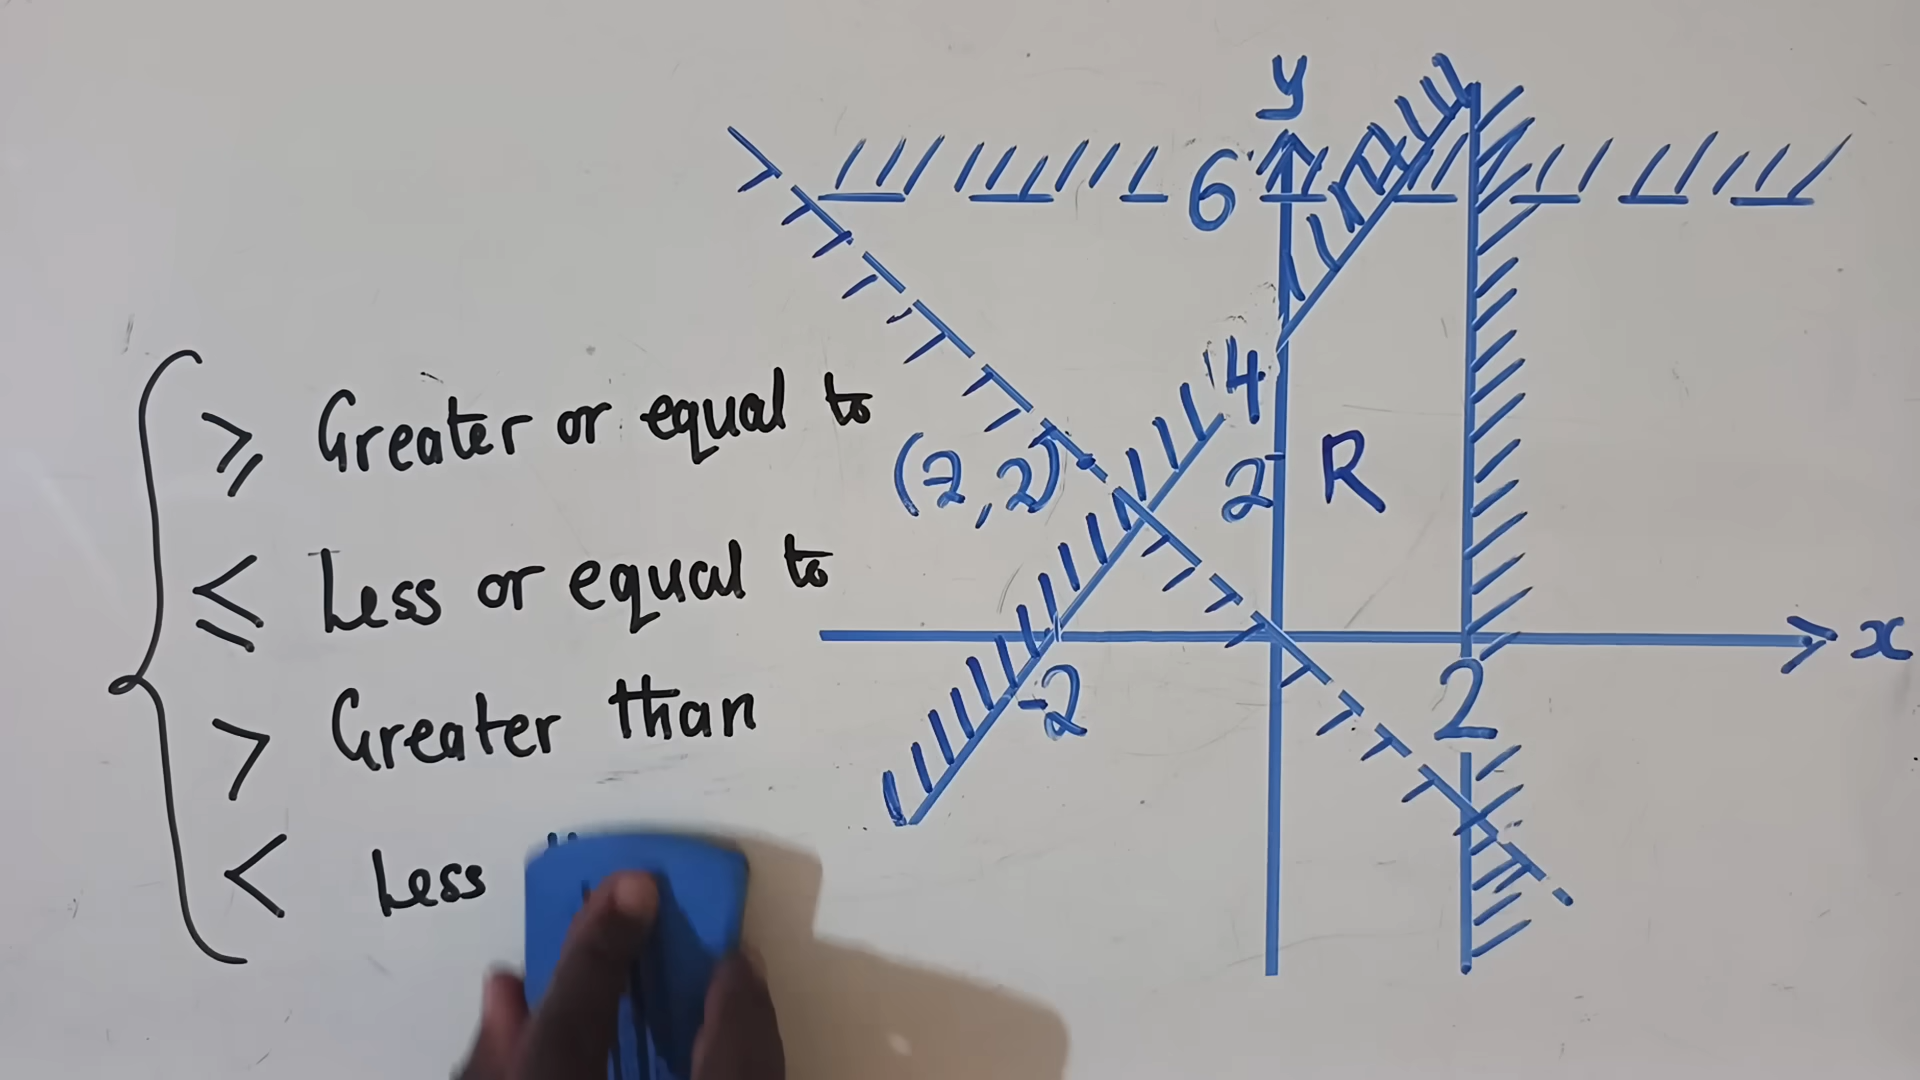 ≥ Greater or equal to
≤ Less or equal to
> Greater than
< Less
y
6
4
(2,2)
2
R
x
-2
2